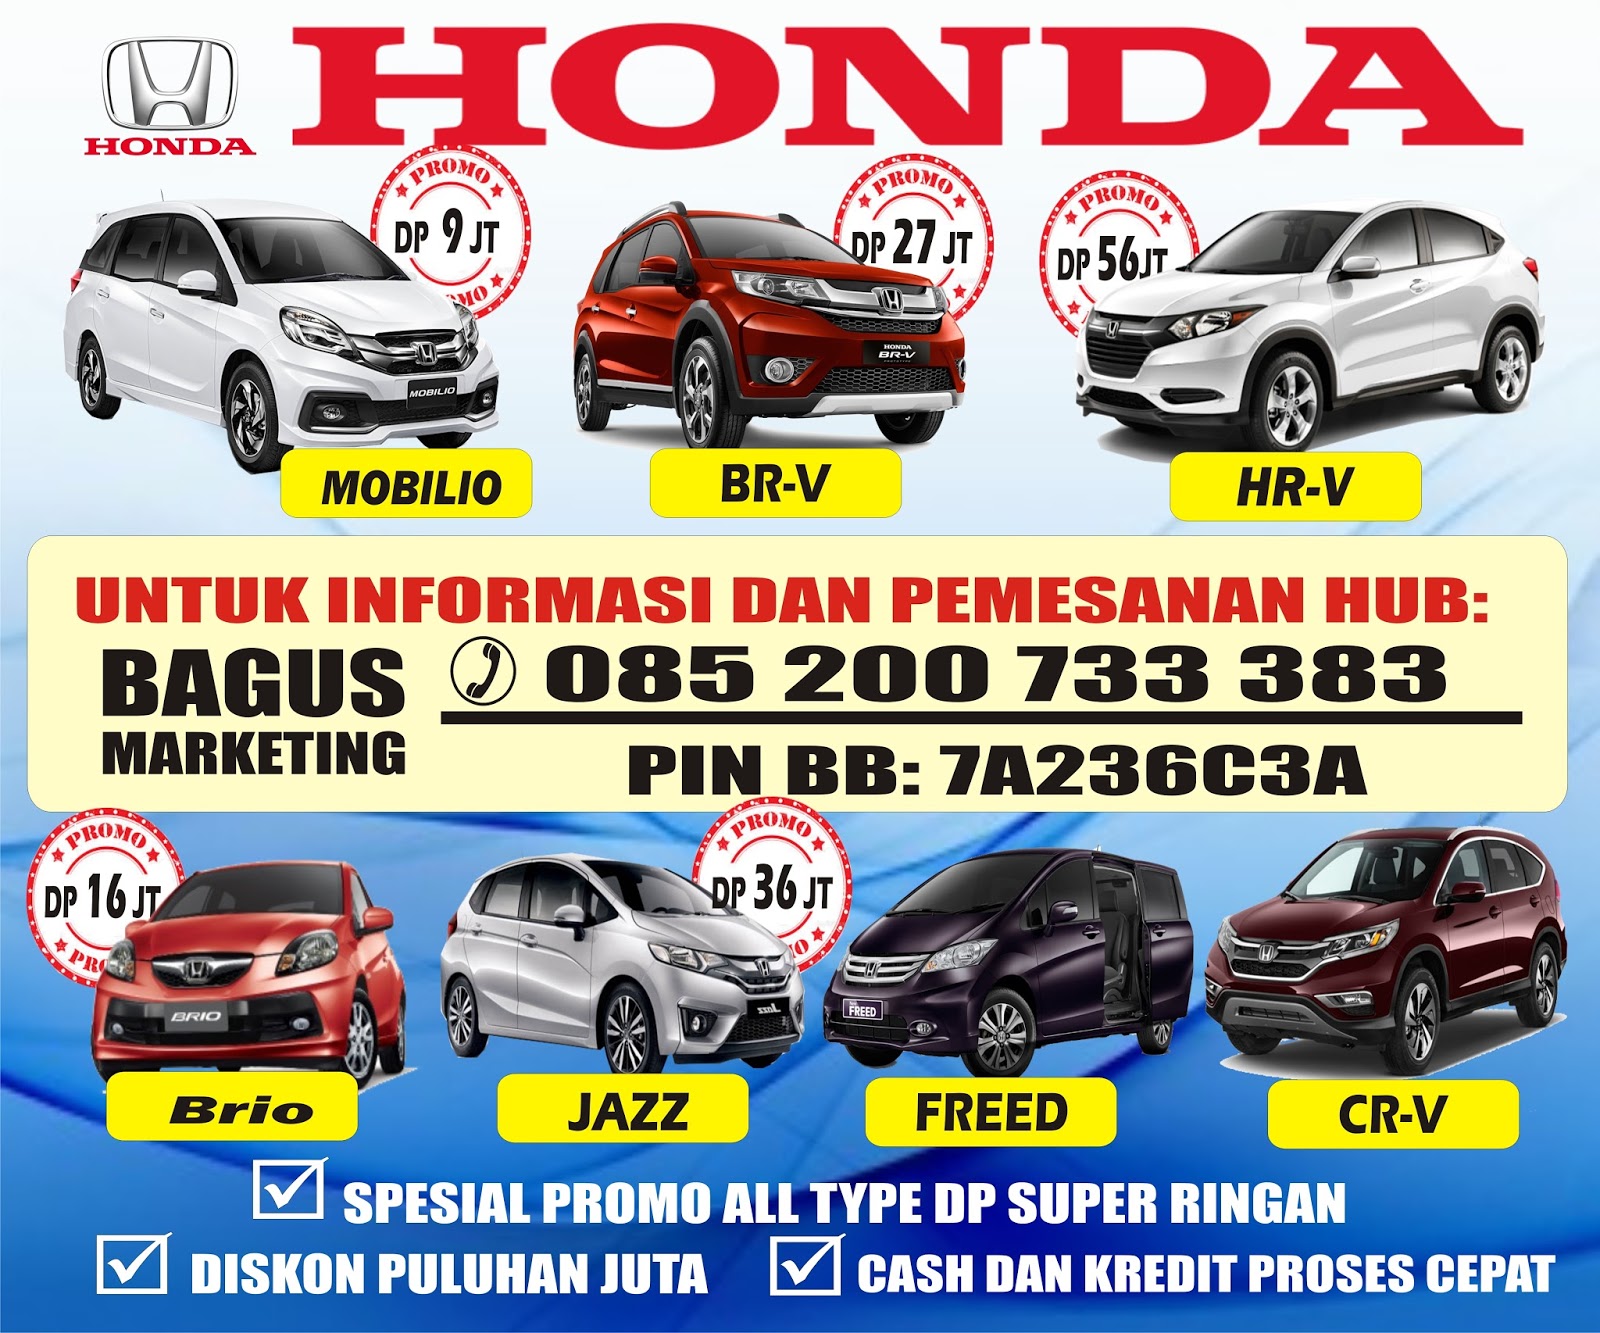 HONDA
HONDA
PROMO
DP 9 JT
MOBILIO
MOBILIO
PROMO
DP 27 JT
HONDA
BR-V
BR-V
PROMO
DP 56JT
HR-V
UNTUK INFORMASI DAN PEMESANAN HUB:
BAGUS
MARKETING
085 200 733 383
PIN BB: 7A236C3A
PROMO
DP 16 JT
BRIO
Brio
PROMO
DP 36 JT
Jazz
JAZZ
FREED
FREED
CR-V
SPESIAL PROMO ALL TYPE DP SUPER RINGAN
DISKON PULUHAN JUTA
CASH DAN KREDIT PROSES CEPAT